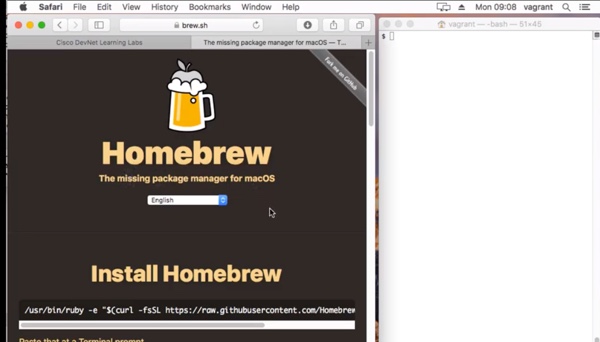 Safari File Edit View History Bookmarks Window Help Mon 09:08 vagrant
brew.sh
Cisco DevNet Learning Labs The missing package manager for macOS — T...
vagrant — -bash — 51×45
$
Fork me on GitHub
Homebrew
The missing package manager for macOS
English
Install Homebrew
/usr/bin/ruby -e "$(curl -fsSL https://raw.githubusercontent.com/Homebrew
Paste that at a Terminal prompt.